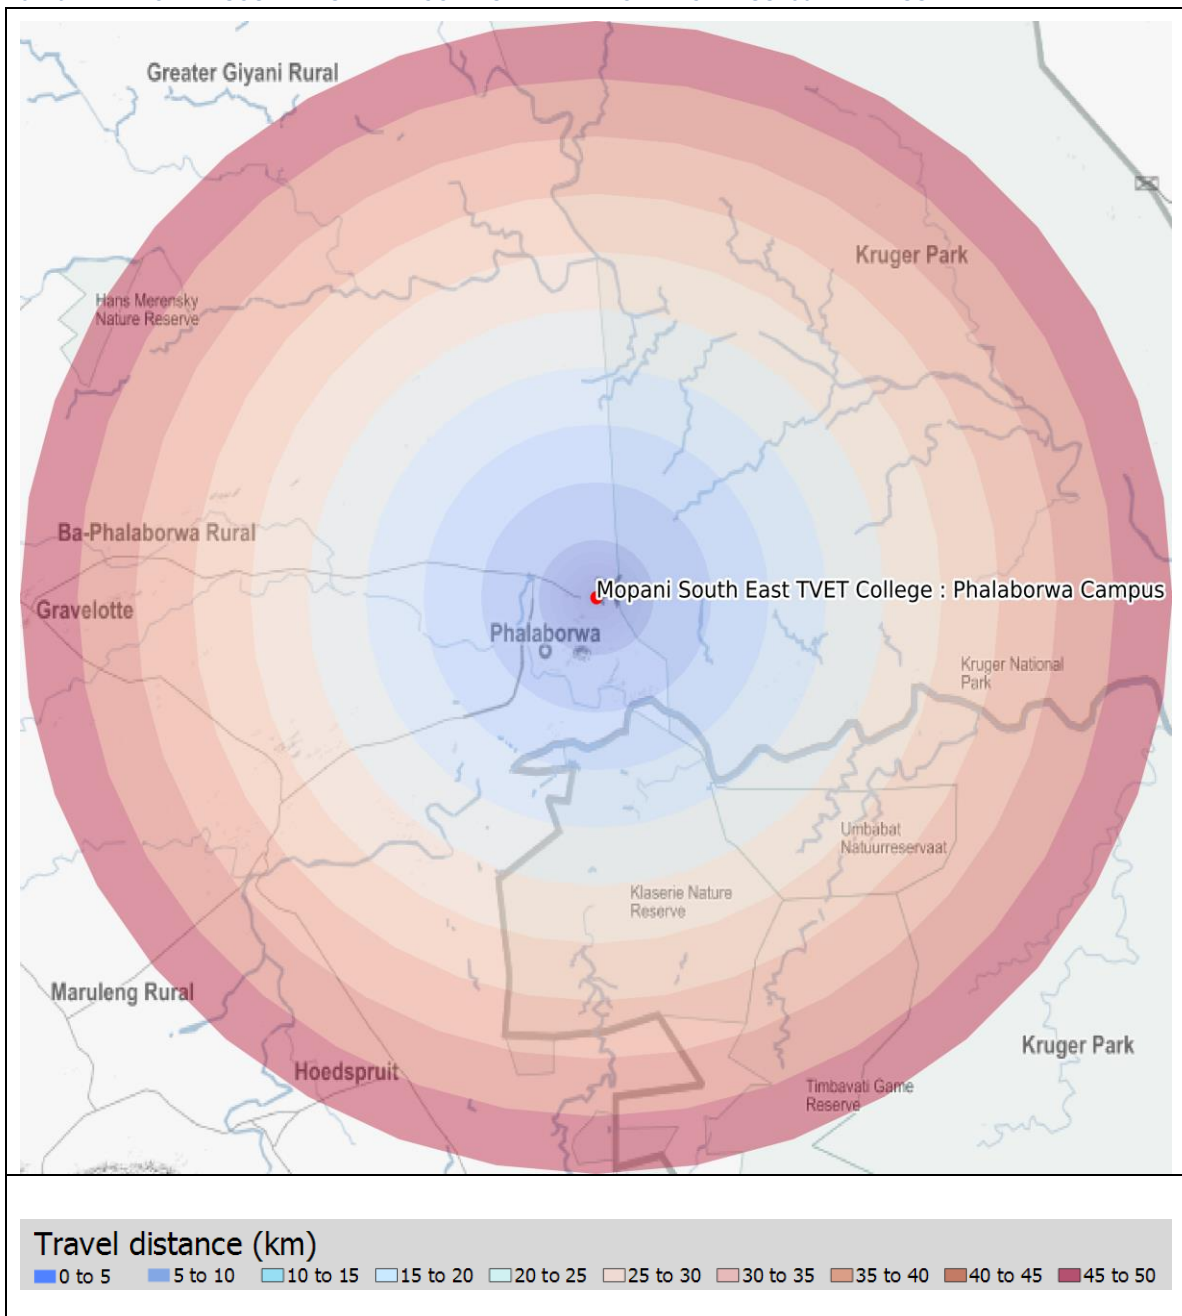 Greater Giyani Rural
Kruger Park
Hans Merensky
Nature Reserve
Ba-Phalaborwa Rural
Mopani South East TVET College : Phalaborwa Campus
Gravelotte
Phalaborwa
Kruger National
Park
Umbabat
Natuurreservaat
Klaserie Nature
Reserve
Maruleng Rural
Kruger Park
Hoedspruit
Timbavati Game
Reserve
Travel distance (km)
0 to 5 5 to 10 10 to 15 15 to 20 20 to 25 25 to 30 30 to 35 35 to 40 40 to 45 45 to 50